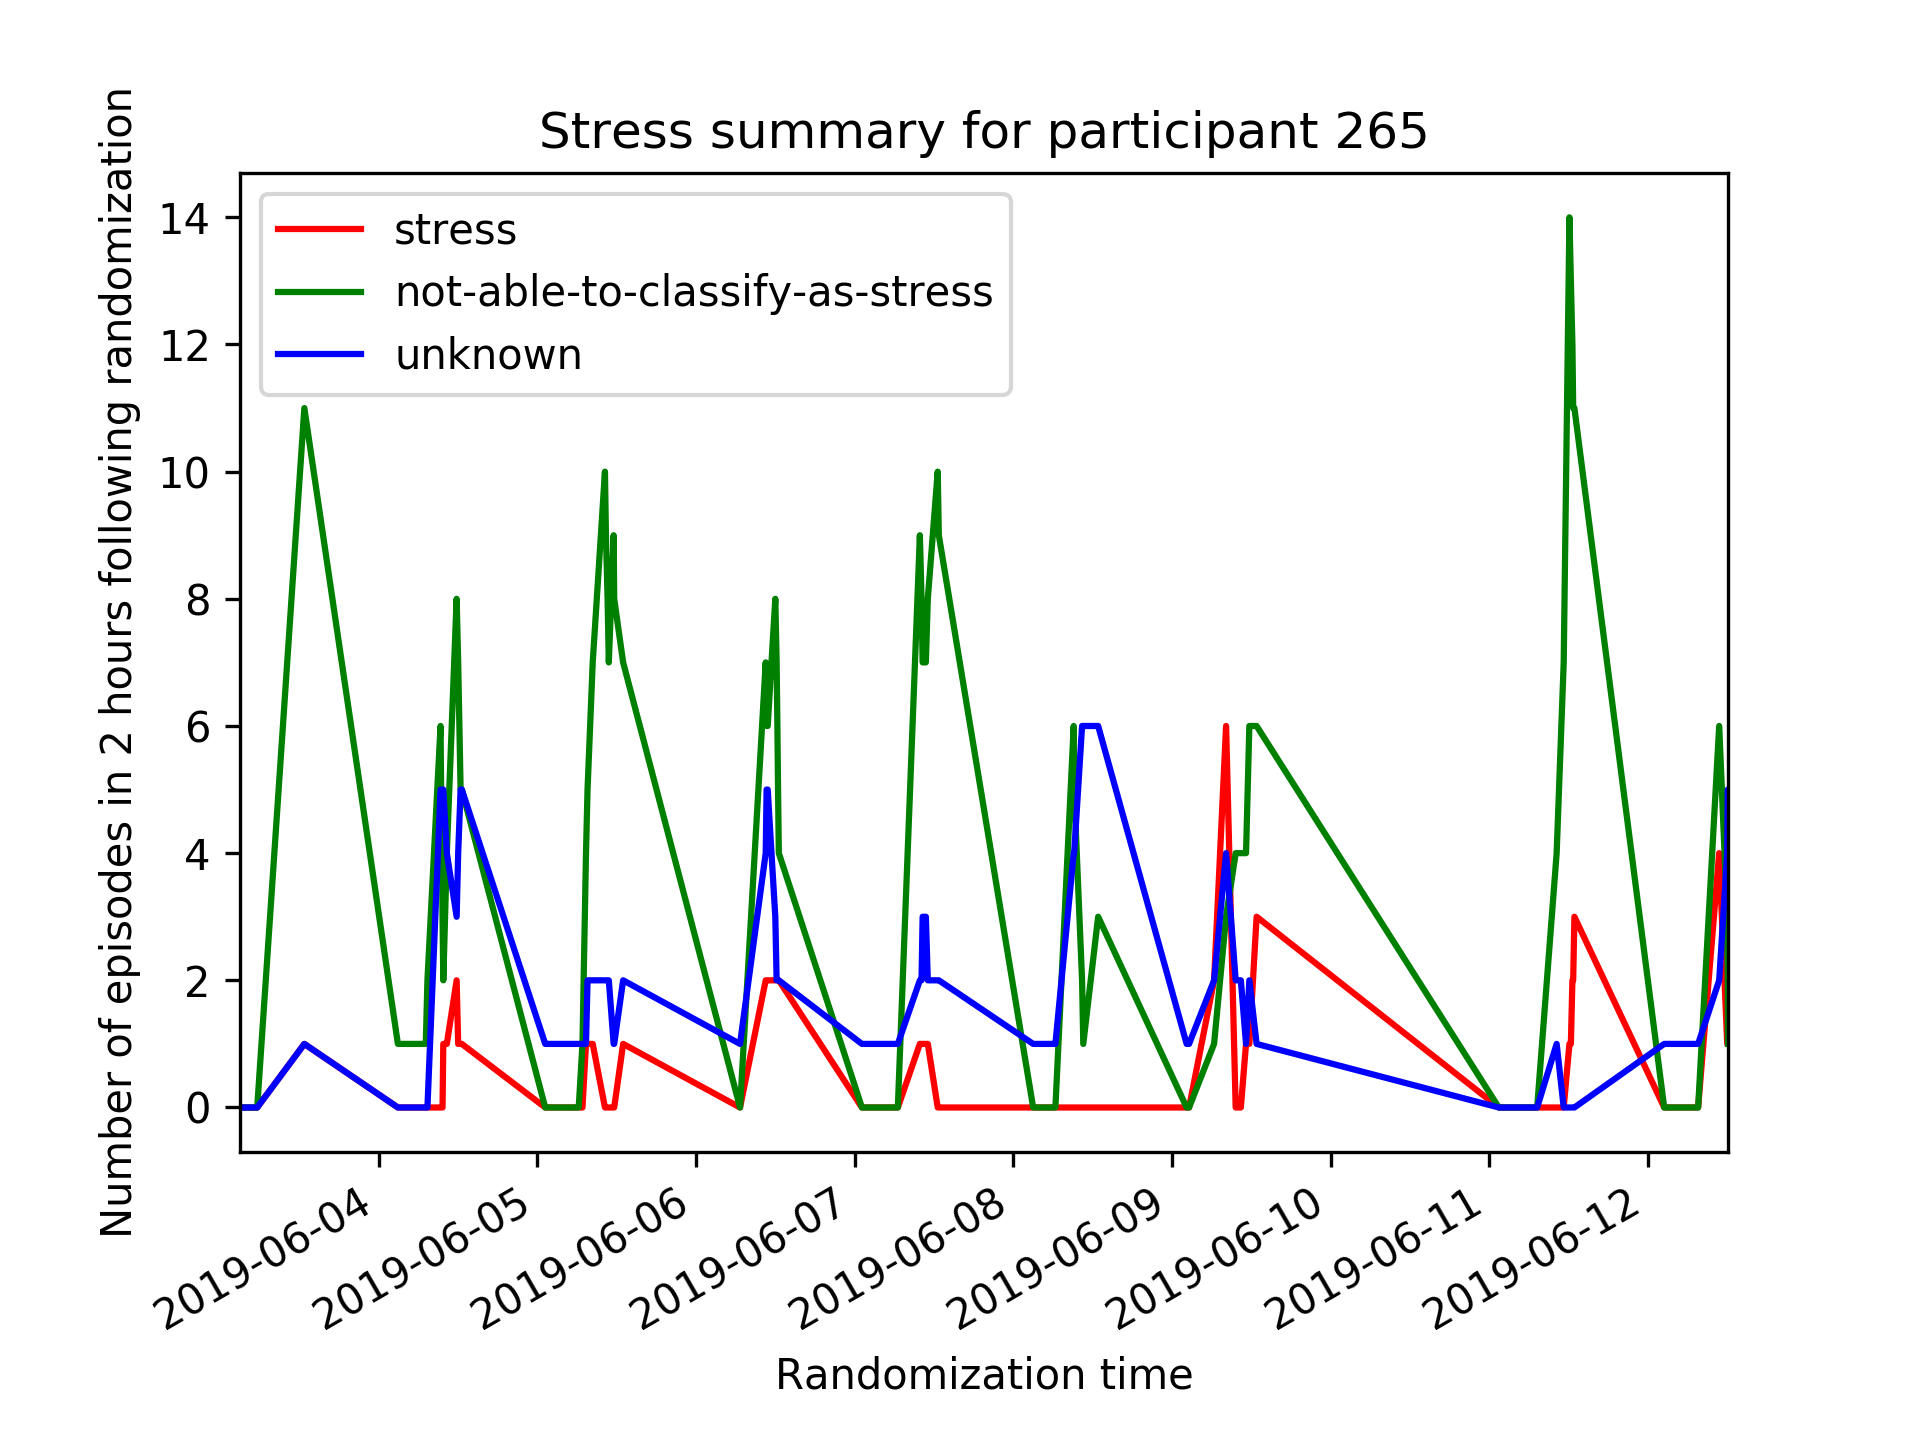 Stress summary for participant 265
Number of episodes in 2 hours following randomization
14
12
10
8
6
4
2
0
stress
not-able-to-classify-as-stress
unknown
2019-06-04
2019-06-05
2019-06-06
2019-06-07
2019-06-08
2019-06-09
2019-06-10
2019-06-11
2019-06-12
Randomization time